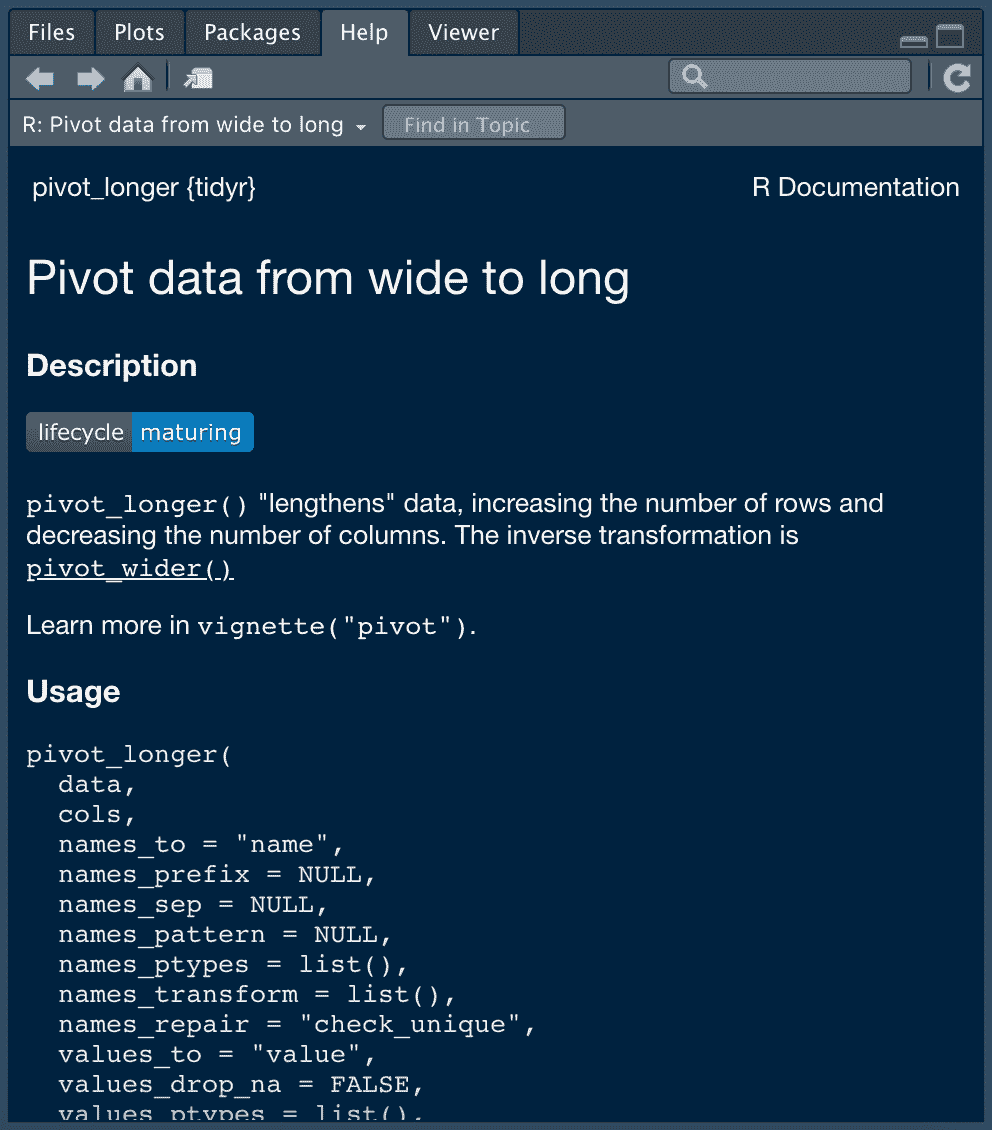 Files Plots Packages Help Viewer
R: Pivot data from wide to long Find in Topic
pivot_longer {tidyr} R Documentation
Pivot data from wide to long
Description
lifecycle maturing
pivot_longer() "lengthens" data, increasing the number of rows and
decreasing the number of columns. The inverse transformation is
pivot_wider()
Learn more in vignette("pivot").
Usage
pivot_longer(
  data,
  cols,
  names_to = "name",
  names_prefix = NULL,
  names_sep = NULL,
  names_pattern = NULL,
  names_ptypes = list(),
  names_transform = list(),
  names_repair = "check_unique",
  values_to = "value",
  values_drop_na = FALSE,
  values_ptypes = list(),